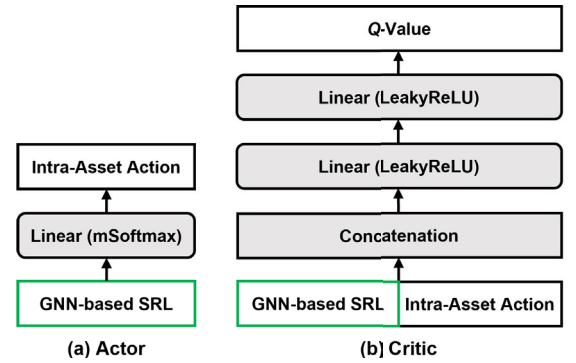 Q-Value
Linear (LeakyReLU)
Linear (LeakyReLU)
Intra-Asset Action
Linear (mSoftmax)
Concatenation
GNN-based SRL
GNN-based SRL
Intra-Asset Action
(a) Actor
(b) Critic